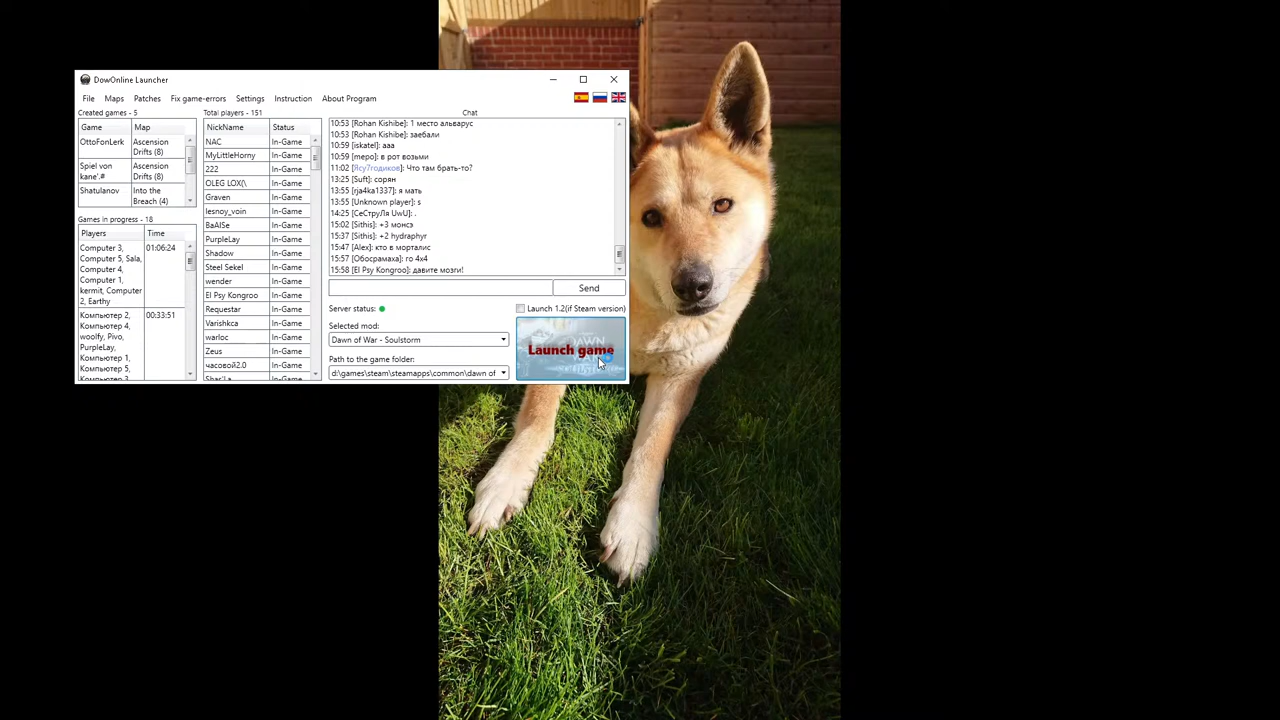 DowOnline Launcher
File Maps Patches Fix game-errors Settings Instruction About Program
Created games - 5
Game Map
OttoFonLerk Ascension
Drifts (8)
Spiel von Ascension
kane'.# Drifts (8)
Shatulanov Into the
Breach (4)
Games in progress - 18
Players Time
Computer 3, 01:06:24
Computer 5, Sala,
Computer 4,
Computer 1,
kermit, Computer
2, Earthy
Компьютер 2, 00:33:51
Компьютер 4,
woolfy, Pivo,
PurpleLay,
Компьютер 1,
Компьютер 5,
Компьютер 3
Total players - 151
NickName Status
NAC In-Game
MyLittleHorny In-Game
222 In-Game
OLEG LOX(\ In-Game
Graven In-Game
lesnoy_voin In-Game
BaAlSe In-Game
PurpleLay In-Game
Shadow In-Game
Steel Sekel In-Game
wender In-Game
El Psy Kongroo In-Game
Requestar In-Game
Varishkca In-Game
warloc In-Game
Zeus In-Game
часовой2.0 In-Game
In-Game
Chat
10:53 [Rohan Kishibe]: 1 место альварус
10:53 [Rohan Kishibe]: заебали
10:59 [iskatel]: ааа
10:59 [mepo]: в рот возьми
11:02 [Ясу7годиков]: Что там брать-то?
13:25 [Suft]: сорян
13:55 [rja4ka1337]: я мать
13:55 [Unknown player]: s
14:25 [СеСтруЛя UwU]: .
15:02 [Sithis]: +3 монсэ
15:37 [Sithis]: +2 hydraphyr
15:47 [Alex]: кто в морталис
15:57 [Обосрамаха]: го 4x4
15:58 [El Psy Kongroo]: давите мозги!
Send
Server status:
Launch 1.2(if Steam version)
Selected mod:
Dawn of War - Soulstorm
Path to the game folder:
d:\games\steam\steamapps\common\dawn of
Launch game